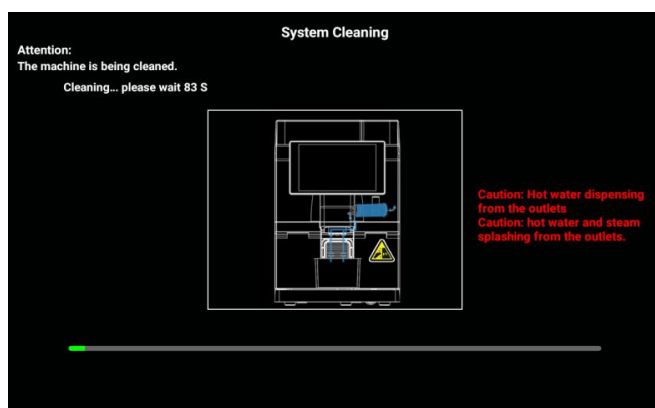 System Cleaning
Attention:
The machine is being cleaned.
Cleaning... please wait 83 S
Caution: Hot water dispensing
from the outlets
Caution: hot water and steam
splashing from the outlets.